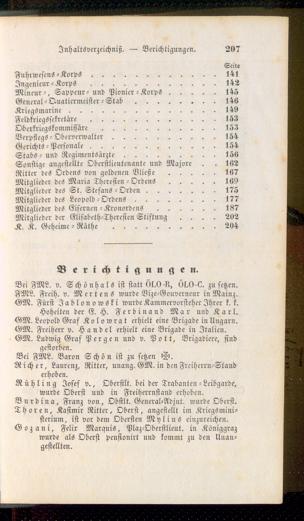 Inhaltsverzeichniß. — Berichtigungen. 207
Seite
Fuhrwesens-Korps . . . . . . . . . . 141
Ingenieur-Korps . . . . . . . . . . 142
Mineur-, Sappeur- und Pionier-Korps . . . . 145
General-Quartiermeister-Stab . . . . . . . 146
Kriegsmarine . . . . . . . . . . . 149
Feldkriegssekretäre . . . . . . . . . . 153
Oberkriegskommissäre . . . . . . . . . 153
Verpflegs-Oberverwalter . . . . . . . . 154
Gerichts-Personale . . . . . . . . . . 154
Stabs- und Regimentsärzte . . . . . . . . 156
Sonstige angestellte Oberstlieutenante und Majore . . 162
Ritter des Ordens vom goldenen Vließe . . . . 167
Mitglieder des Maria Theresien-Ordens . . . . 169
Mitglieder des St. Stefans-Orden . . . . . 175
Mitglieder des Leopold-Ordens . . . . . . 177
Mitglieder des Eisernen-Kronordens . . . . . 187
Mitglieder der Elisabeth-Theresien Stiftung . . . 202
K. K. Geheime-Räthe . . . . . . . . . 204
Berichtigungen.
Bei FML. v. Schönhals ist statt ÖLO-R, ÖLO-C. zu setzen.
FML. Freih. v. Mertens wurde Vize-Gouverneur in Mainz.
GM. Fürst Jablonowski wurde Kammervorsteher Ihrer k. k.
Hoheiten der E. H. Ferdinand Max und Karl.
GM. Leopold Graf Kolowrat erhielt eine Brigade in Ungarn.
GM. Freiherr v. Handel erhielt eine Brigade in Italien.
GM. Ludwig Graf Pergen und v. Pott, Brigadiere, sind
gestorben.
Bei FML. Baron Schön ist zu setzen ✠.
Richer, Laurenz, Ritter, unang. GM. in den Freiherrn-Stand
erhoben.
Rühling Josef v., Oberstlt. bei der Trabanten-Leibgarde,
wurde Oberst und in Freiherrnstand erhoben.
Burdina, Franz von, Obstlt. General-Adjut. wurde Oberst.
Thoren, Kasimir Ritter, Oberst, angestellt im Kriegsmini-
sterium, ist vor dem Obersten Mylius einzureichen.
Gozani, Felix Marquis, Plaz-Oberstlieut. in Königgraz
wurde als Oberst pensionirt und kommt zu den Unan-
gestellten.